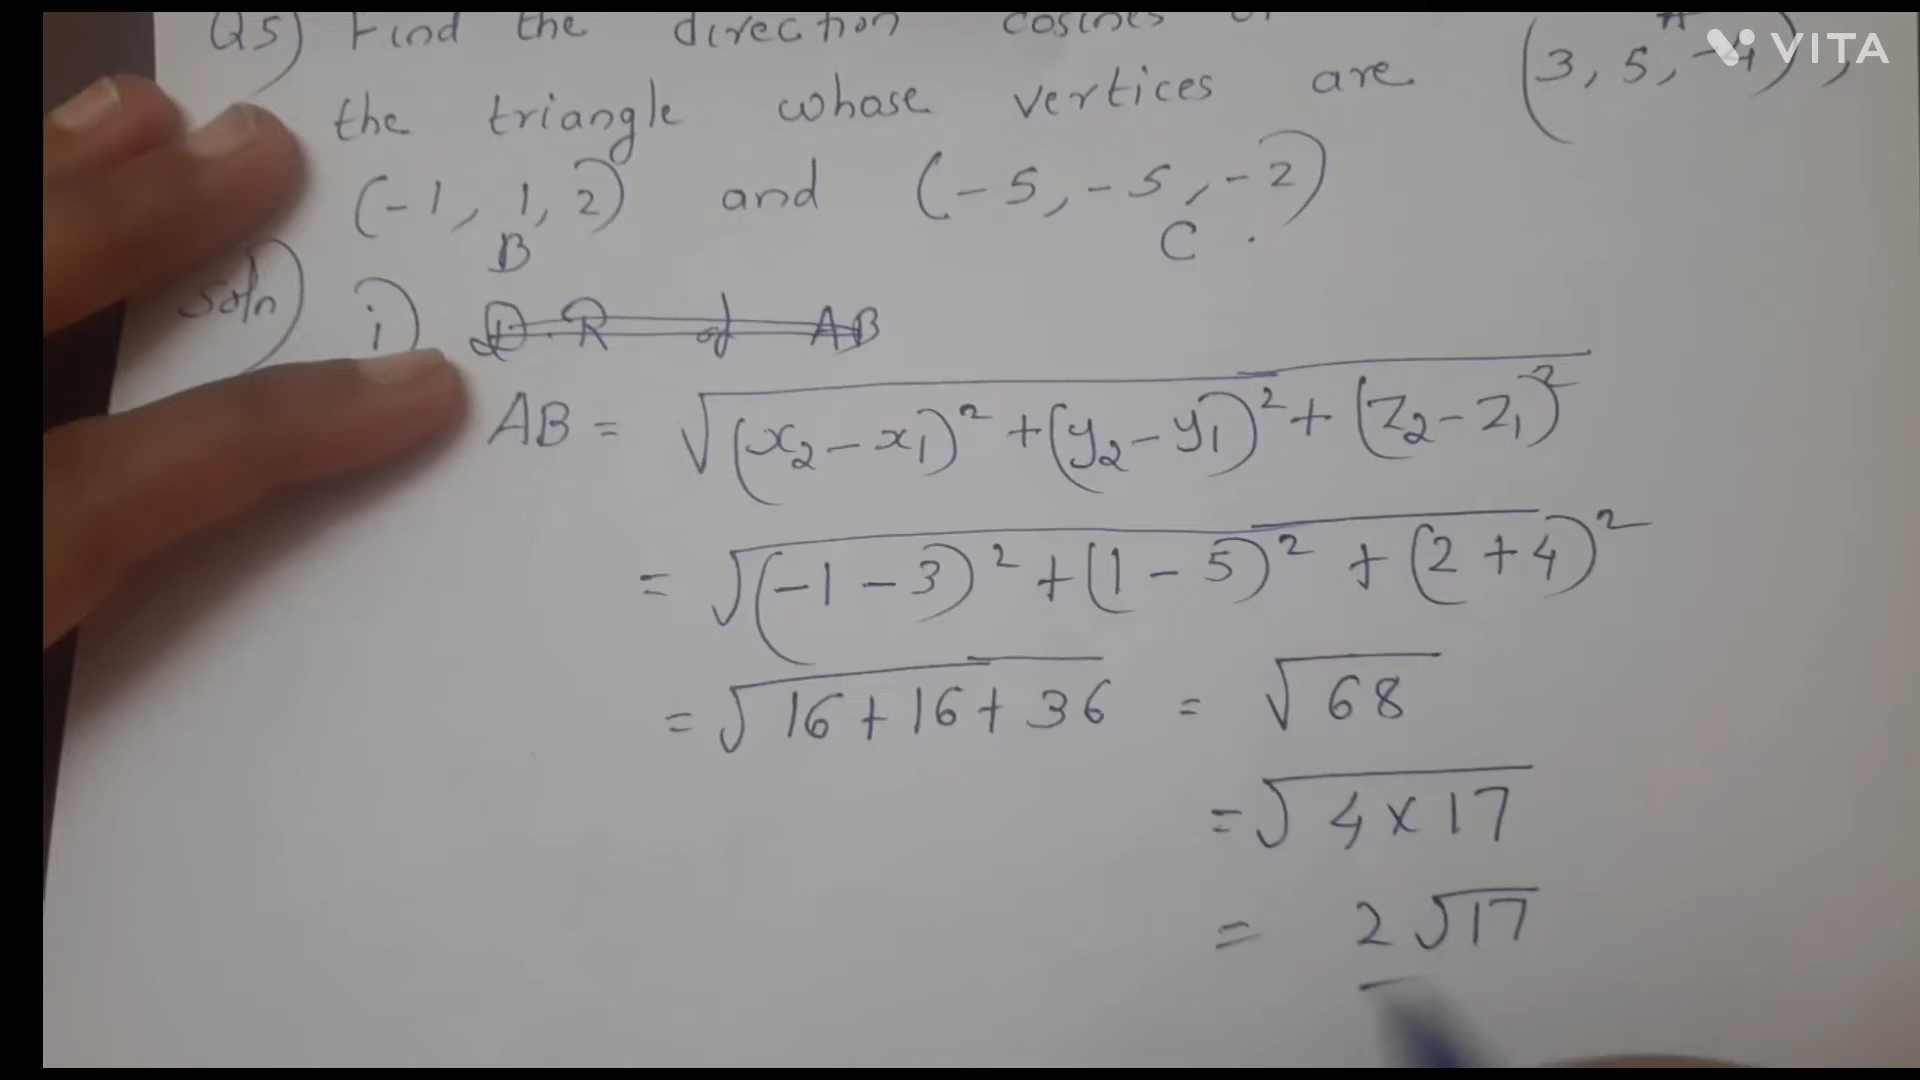 Q5) Find the direction cosines of
the triangle whose vertices are (3, 5, -4),
(-1, 1, 2) and (-5, -5, -2)
B C .
Soln) i) D.R of AB
AB = √(x₂ - x₁)² + (y₂ - y₁)² + (z₂ - z₁)²
= √(-1 - 3)² + (1 - 5)² + (2 + 4)²
= √16 + 16 + 36 = √68
= √4 × 17
= 2√17
VITA